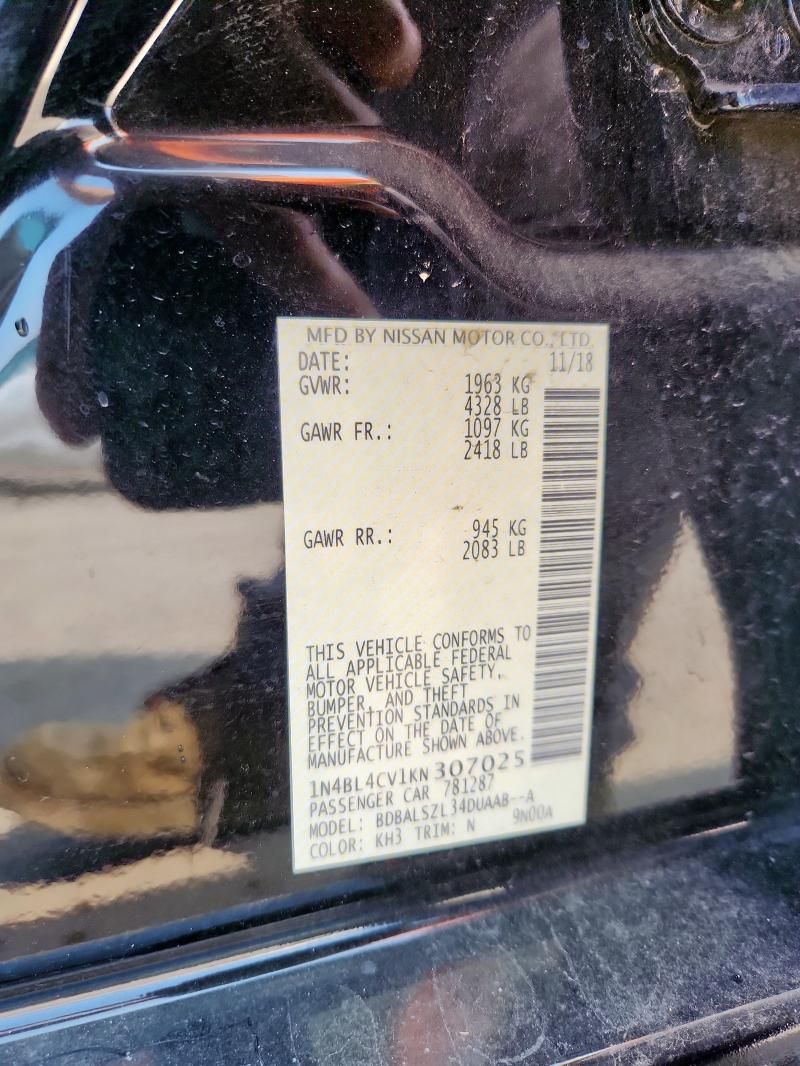 MFD BY NISSAN MOTOR CO., LTD.
DATE: 11/18
GVWR: 1963 KG
4328 LB
GAWR FR.: 1097 KG
2418 LB
GAWR RR.: 945 KG
2083 LB
THIS VEHICLE CONFORMS TO
ALL APPLICABLE FEDERAL
MOTOR VEHICLE SAFETY,
BUMPER, AND THEFT
PREVENTION STANDARDS IN
EFFECT ON THE DATE OF
MANUFACTURE SHOWN ABOVE.
1N4BL4CV1KN307025
PASSENGER CAR 781287
MODEL: BDBALSZL34DUAAB--A
COLOR: KH3 TRIM: N 9N00A